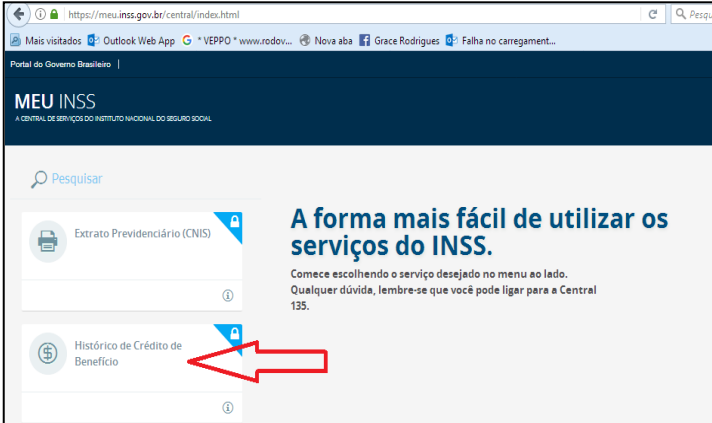 https://meu.inss.gov.br/central/index.html
Pesqu
Mais visitados Outlook Web App G * VEPPO * www.rodov... Nova aba f Grace Rodrigues Falha no carregament...
Portal do Governo Brasileiro |
MEU INSS
A CENTRAL DE SERVIÇOS DO INSTITUTO NACIONAL DO SEGURO SOCIAL
Pesquisar
Extrato Previdenciário (CNIS)
A forma mais fácil de utilizar os
serviços do INSS.
Comece escolhendo o serviço desejado no menu ao lado.
Qualquer dúvida, lembre-se que você pode ligar para a Central
135.
Histórico de Crédito de
Benefício